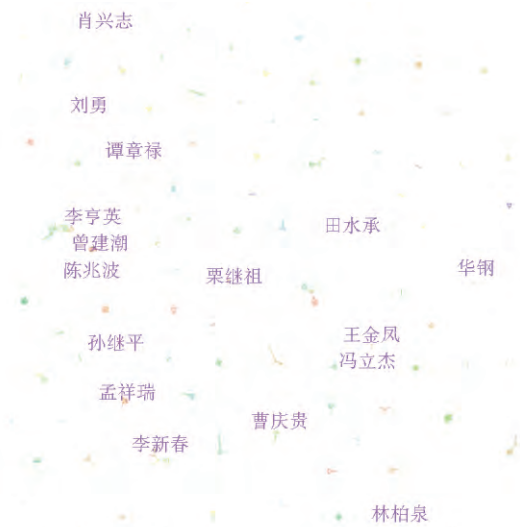 肖兴志
刘勇
谭章禄
李亨英
田水承
曾建潮
陈兆波
栗继祖
华钢
孙继平
王金凤
冯立杰
孟祥瑞
曹庆贵
李新春
林柏泉